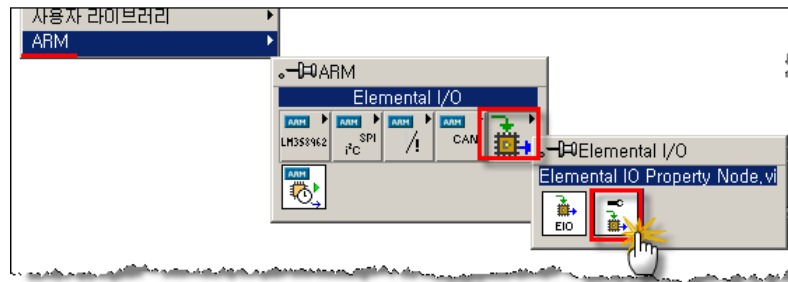 사용자 라이브러리
ARM
ARM
Elemental I/O
ARM
LM3S8962
ARM
SPI
I²C
ARM
/!
ARM
CAN
ARM
Elemental I/O
Elemental IO Property Node.vi
EIO